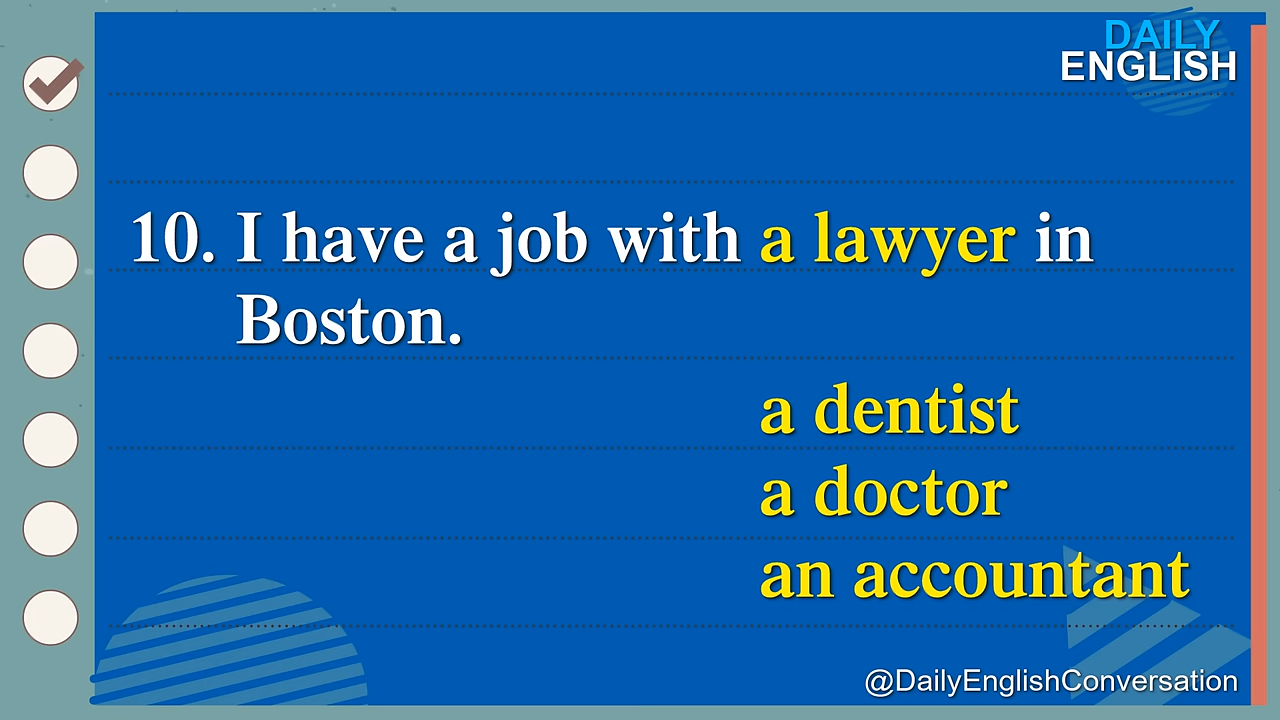 DAILY
ENGLISH
10. I have a job with a lawyer in
Boston.
a dentist
a doctor
an accountant
@DailyEnglishConversation